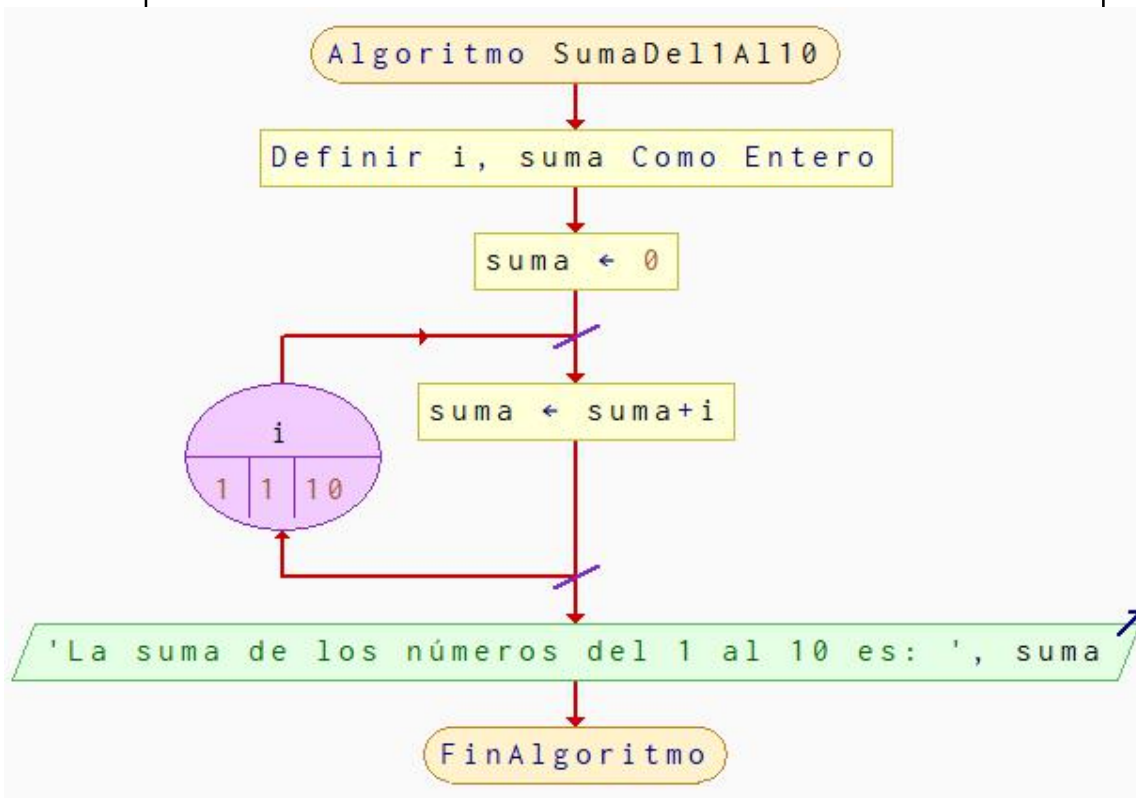 Algoritmo SumaDel1Al10
Definir i, suma Como Entero
suma ← 0
suma ← suma+i
i
1 1 10
'La suma de los números del 1 al 10 es: ', suma
FinAlgoritmo